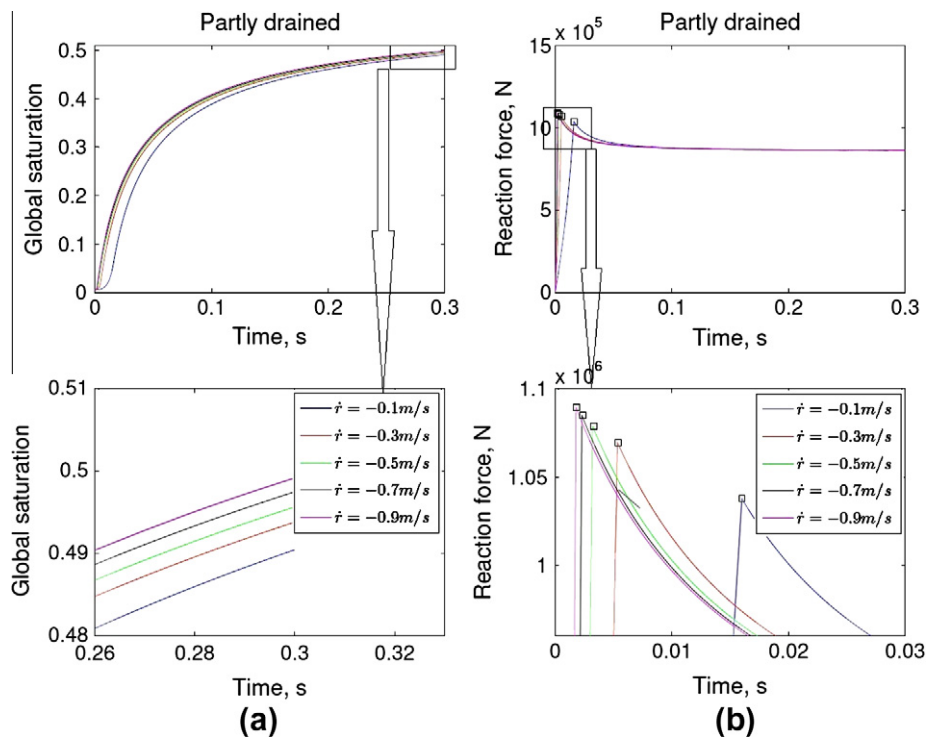 Partly drained
0.5
0.4
0.3
0.2
0.1
0
Global saturation
0
0.1
0.2
0.3
Time, s
Partly drained
x 10^5
15
10
5
0
Reaction force, N
0
0.1
0.2
0.3
Time, s
0.51
0.5
0.49
0.48
Global saturation
ṙ = −0.1m/s
ṙ = −0.3m/s
ṙ = −0.5m/s
ṙ = −0.7m/s
ṙ = −0.9m/s
0.26
0.28
0.3
0.32
Time, s
(a)
x 10^6
1.1
1.05
1
Reaction force, N
ṙ = −0.1m/s
ṙ = −0.3m/s
ṙ = −0.5m/s
ṙ = −0.7m/s
ṙ = −0.9m/s
0
0.01
0.02
0.03
Time, s
(b)